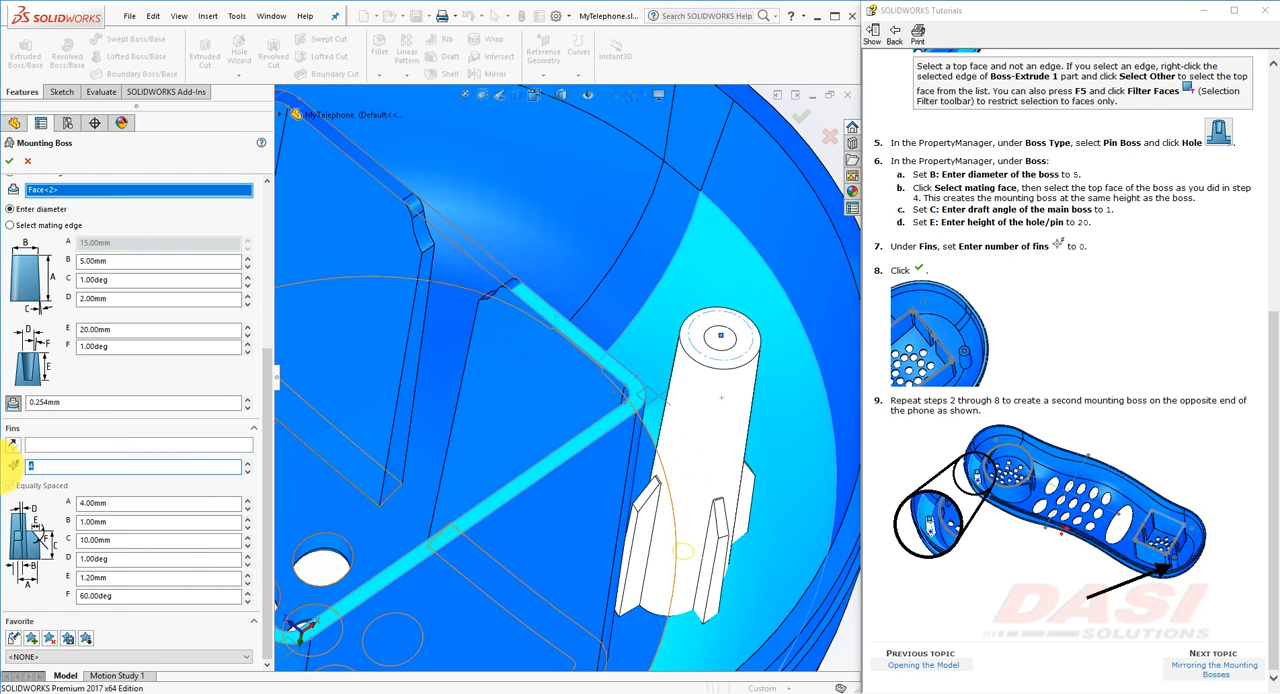 SOLIDWORKS
File
Edit
View
Insert
Tools
Window
Help
MyTelephone.sl...
Search SOLIDWORKS Help
Extruded Boss/Base
Revolved Boss/Base
Swept Boss/Base
Lofted Boss/Base
Boundary Boss/Base
Extruded Cut
Hole Wizard
Revolved Cut
Swept Cut
Lofted Cut
Boundary Cut
Fillet
Linear Pattern
Rib
Draft
Shell
Wrap
Intersect
Mirror
Reference Geometry
Curves
Instant3D
Features
Sketch
Evaluate
SOLIDWORKS Add-Ins
MyTelephone (Default<<...
Mounting Boss
Face<2>
Enter diameter
Select mating edge
A 15.00mm
B 5.00mm
C 1.00deg
D 2.00mm
E 20.00mm
F 1.00deg
0.254mm
Fins
4
Equally Spaced
A 4.00mm
B 1.00mm
C 10.00mm
D 1.00deg
E 1.20mm
F 60.00deg
Favorite
<NONE>
Model
Motion Study 1
SOLIDWORKS Premium 2017 x64 Edition
Custom
SOLIDWORKS Tutorials
Show
Back
Print
Select a top face and not an edge. If you select an edge, right-click the
selected edge of Boss-Extrude 1 part and click Select Other to select the top
face from the list. You can also press F5 and click Filter Faces (Selection
Filter toolbar) to restrict selection to faces only.
5. In the PropertyManager, under Boss Type, select Pin Boss and click Hole .
6. In the PropertyManager, under Boss:
a. Set B: Enter diameter of the boss to 5.
b. Click Select mating face, then select the top face of the boss as you did in step
4. This creates the mounting boss at the same height as the boss.
c. Set C: Enter draft angle of the main boss to 1.
d. Set E: Enter height of the hole/pin to 20.
7. Under Fins, set Enter number of fins to 0.
8. Click .
9. Repeat steps 2 through 8 to create a second mounting boss on the opposite end of
the phone as shown.
DASI
SOLUTIONS
PREVIOUS TOPIC
Opening the Model
NEXT TOPIC
Mirroring the Mounting
Bosses